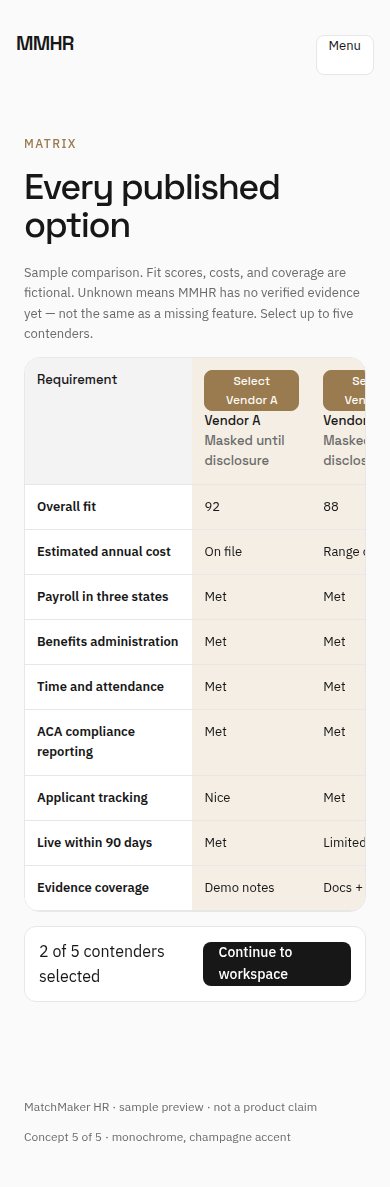 MMHR
Menu
MATRIX
Every published
option
Sample comparison. Fit scores, costs, and coverage are
fictional. Unknown means MMHR has no verified evidence
yet — not the same as a missing feature. Select up to five
contenders.
Requirement
Select
Vendor A
Vendor A
Masked until
disclosure
Overall fit 92 88
Estimated annual cost On file Range
Payroll in three states Met Met
Benefits administration Met Met
Time and attendance Met Met
ACA compliance Met Met
reporting
Applicant tracking Nice Met
Live within 90 days Met Limited
Evidence coverage Demo notes Docs +
2 of 5 contenders
selected
Continue to
workspace
MatchMaker HR · sample preview · not a product claim
Concept 5 of 5 · monochrome, champagne accent